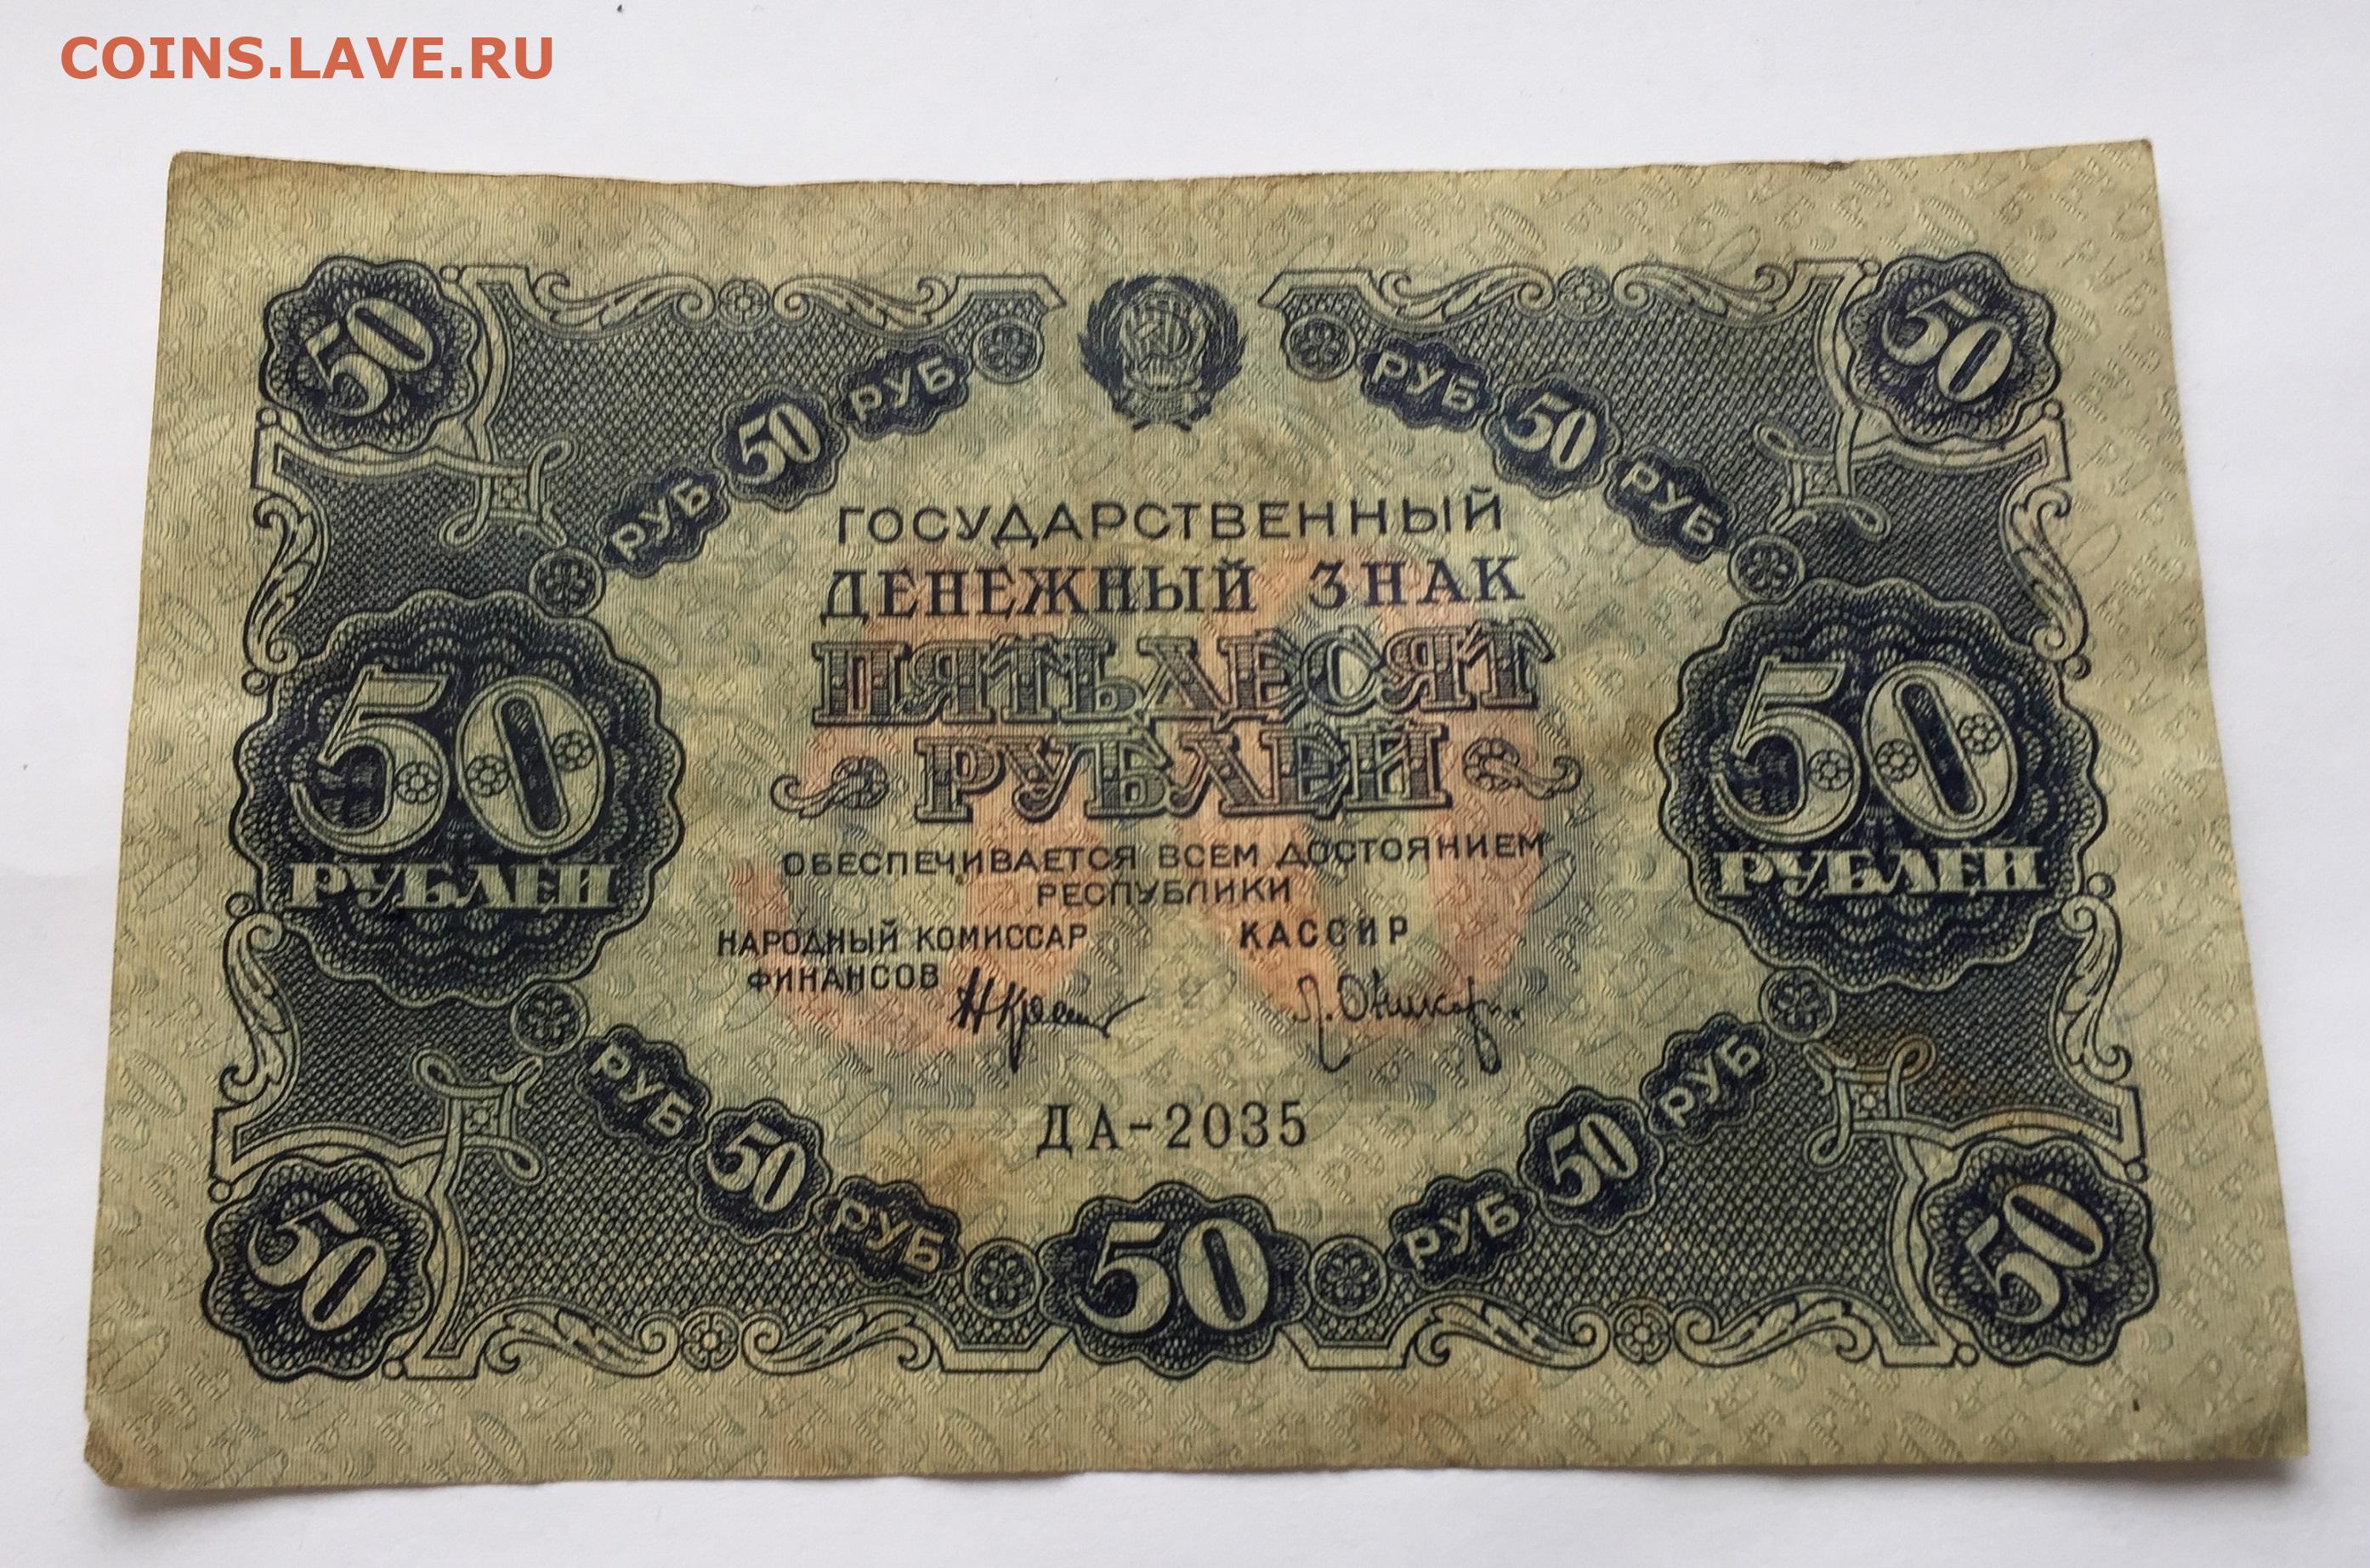 COINS.LAVE.RU
50 50
РУБ 50 РУБ РУБ 50 РУБ
ГОСУДАРСТВЕННЫЙ
ДЕНЕЖНЫЙ ЗНАК
ПЯТЬДЕСЯТ
РУБЛЕЙ
50 РУБЛЕЙ
50 РУБЛЕЙ
ОБЕСПЕЧИВАЕТСЯ ВСЕМ ДОСТОЯНИЕМ
РЕСПУБЛИКИ
НАРОДНЫЙ КОМИССАР КАССИР
ФИНАНСОВ
ДА-2035
РУБ 50 РУБ 50 РУБ 50 РУБ
50 50